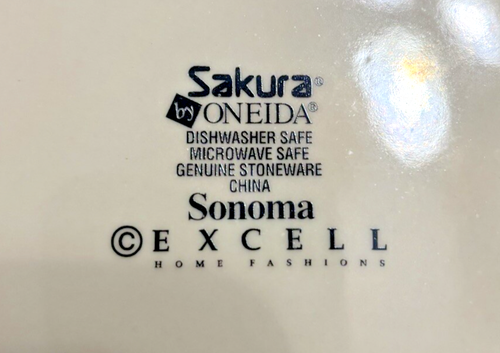 Sakura®
by ONEIDA®
DISHWASHER SAFE
MICROWAVE SAFE
GENUINE STONEWARE
CHINA
Sonoma
© EXCELL
HOME FASHIONS